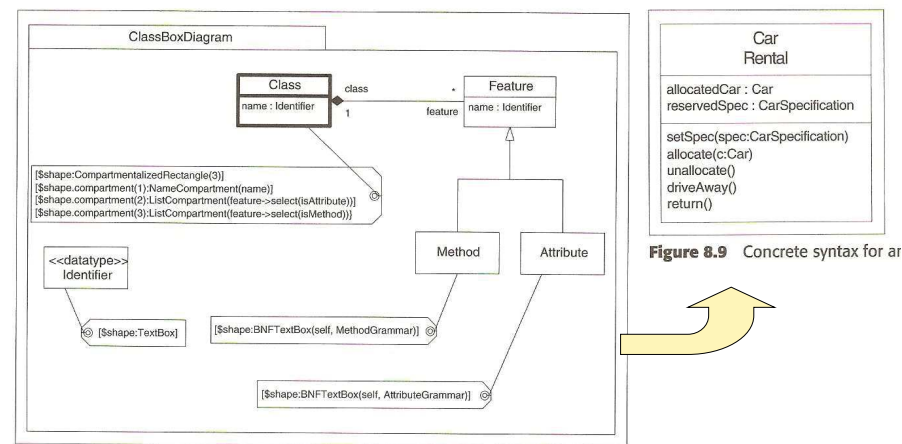 ClassBoxDiagram
Class
name : Identifier
class
1
*
feature
Feature
name : Identifier
[$shape:CompartmentalizedRectangle(3)]
[$shape.compartment(1):NameCompartment(name)]
[$shape.compartment(2):ListCompartment(feature->select(isAttribute))]
[$shape.compartment(3):ListCompartment(feature->select(isMethod))}
Method
Attribute
<<datatype>>
Identifier
[$shape:TextBox]
[$shape:BNFTextBox(self, MethodGrammar)]
[$shape:BNFTextBox(self, AttributeGrammar)]
Car
Rental
allocatedCar : Car
reservedSpec : CarSpecification
setSpec(spec:CarSpecification)
allocate(c:Car)
unallocate()
driveAway()
return()
Figure 8.9 Concrete syntax for ar